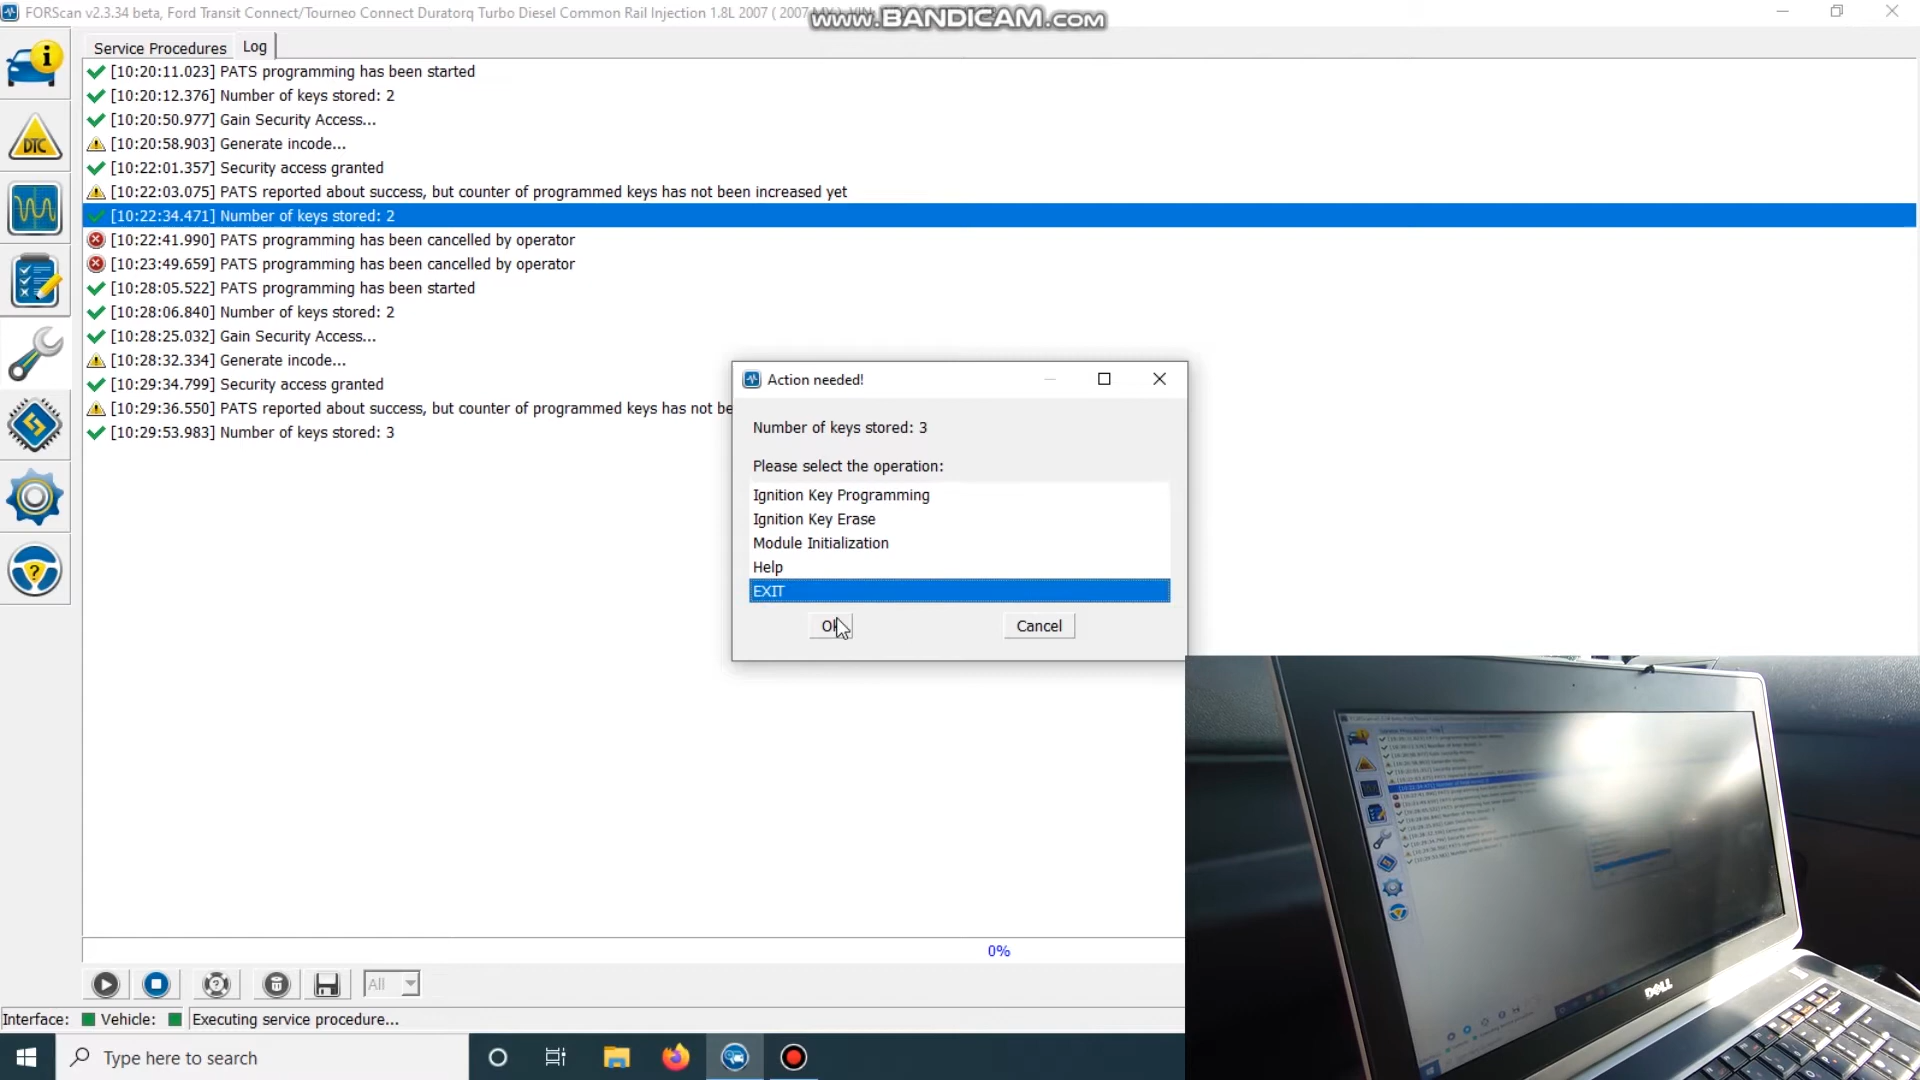 FORScan v2.3.34 beta, Ford Transit Connect/Tourneo Connect Duratorq Turbo Diesel Common Rail Injection 1.8L 2007 ( 2007
www.BANDICAM.com
Service Procedures
Log
[10:20:11.023] PATS programming has been started
[10:20:12.376] Number of keys stored: 2
[10:20:50.977] Gain Security Access...
[10:20:58.903] Generate incode...
[10:22:01.357] Security access granted
[10:22:03.075] PATS reported about success, but counter of programmed keys has not been increased yet
[10:22:34.471] Number of keys stored: 2
[10:22:41.990] PATS programming has been cancelled by operator
[10:23:49.659] PATS programming has been cancelled by operator
[10:28:05.522] PATS programming has been started
[10:28:06.840] Number of keys stored: 2
[10:28:25.032] Gain Security Access...
[10:28:32.334] Generate incode...
[10:29:34.799] Security access granted
[10:29:36.550] PATS reported about success, but counter of programmed keys has not be
[10:29:53.983] Number of keys stored: 3
DTC
Action needed!
Number of keys stored: 3
Please select the operation:
Ignition Key Programming
Ignition Key Erase
Module Initialization
Help
EXIT
Ok
Cancel
0%
All
Interface:
Vehicle:
Executing service procedure...
Type here to search
DELL